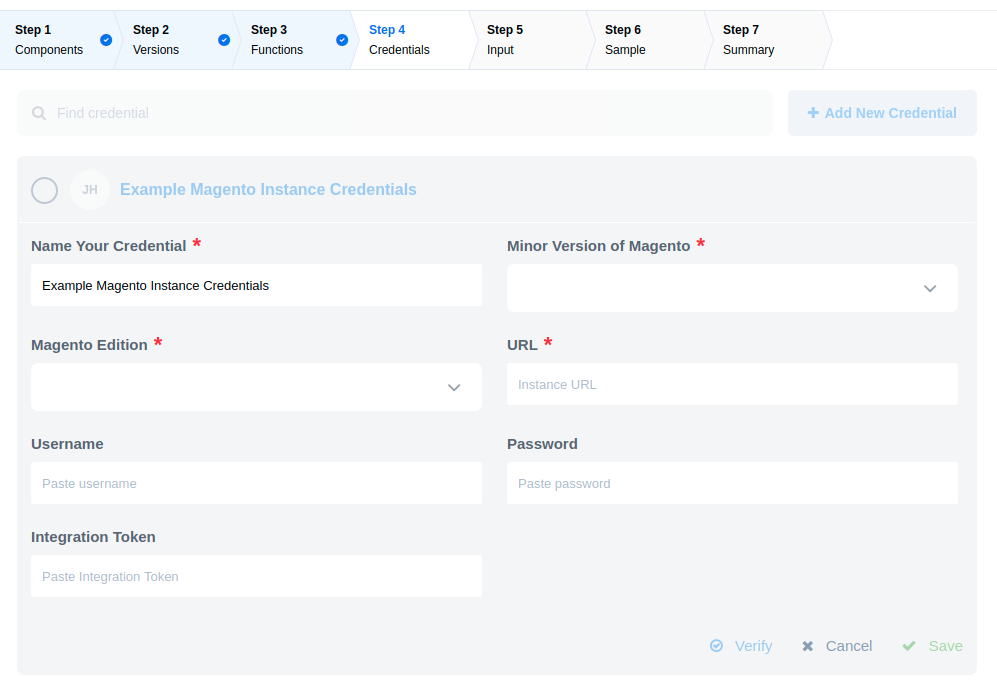 Step 1
Components
Step 2
Versions
Step 3
Functions
Step 4
Credentials
Step 5
Input
Step 6
Sample
Step 7
Summary
Find credential
Add New Credential
JH
Example Magento Instance Credentials
Name Your Credential *
Minor Version of Magento *
Example Magento Instance Credentials
Magento Edition *
URL *
Instance URL
Username
Password
Paste username
Paste password
Integration Token
Paste Integration Token
Verify
Cancel
Save